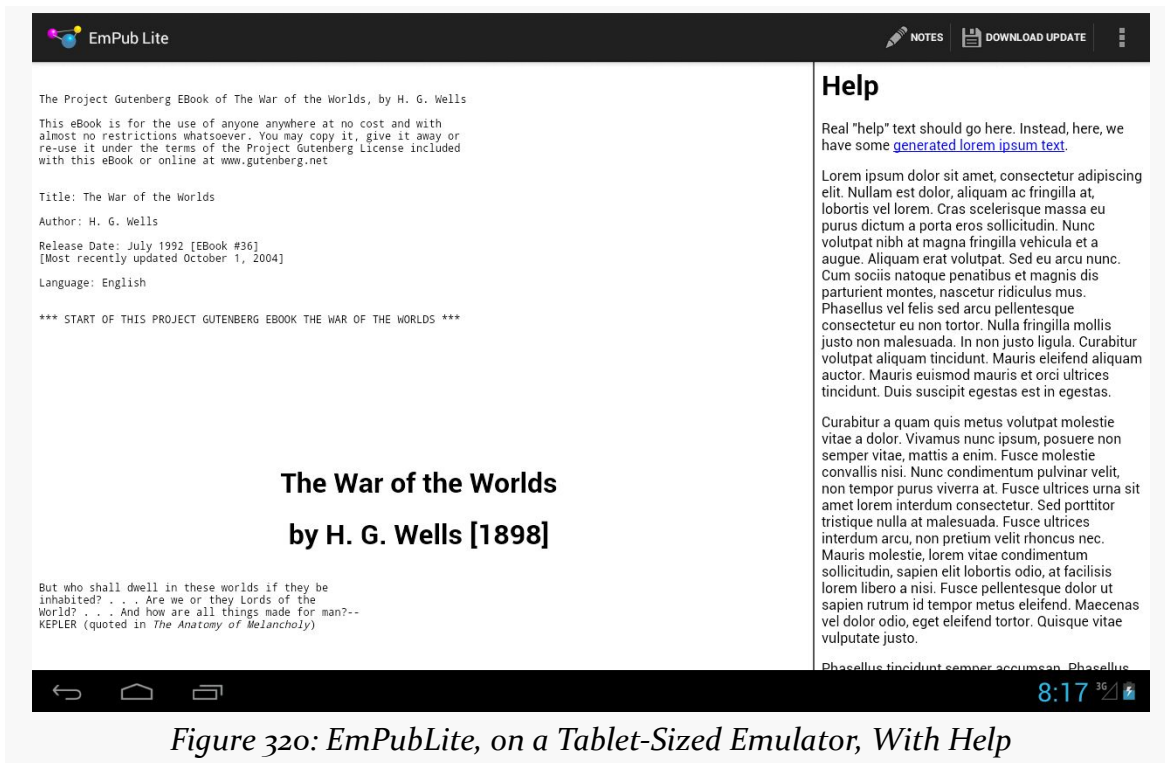 EmPub Lite
NOTES
DOWNLOAD UPDATE
The Project Gutenberg EBook of The War of the Worlds, by H. G. Wells
This eBook is for the use of anyone anywhere at no cost and with
almost no restrictions whatsoever. You may copy it, give it away or
re-use it under the terms of the Project Gutenberg License included
with this eBook or online at www.gutenberg.net
Title: The War of the Worlds
Author: H. G. Wells
Release Date: July 1992 [EBook #36]
[Most recently updated October 1, 2004]
Language: English
*** START OF THIS PROJECT GUTENBERG EBOOK THE WAR OF THE WORLDS ***
The War of the Worlds
by H. G. Wells [1898]
But who shall dwell in these worlds if they be
inhabited? . . . Are we or they Lords of the
World? . . . And how are all things made for man?--
KEPLER (quoted in The Anatomy of Melancholy)
Help
Real "help" text should go here. Instead, here, we
have some generated lorem ipsum text.
Lorem ipsum dolor sit amet, consectetur adipiscing
elit. Nullam est dolor, aliquam ac fringilla at,
lobortis vel lorem. Cras scelerisque massa eu
purus dictum a porta eros sollicitudin. Nunc
volutpat nibh at magna fringilla vehicula et a
augue. Aliquam erat volutpat. Sed eu arcu nunc.
Cum sociis natoque penatibus et magnis dis
parturient montes, nascetur ridiculus mus.
Phasellus vel felis sed arcu pellentesque
consectetur eu non tortor. Nulla fringilla mollis
justo non malesuada. In non justo ligula. Curabitur
volutpat aliquam tincidunt. Mauris eleifend aliquam
auctor. Mauris euismod mauris et orci ultrices
tincidunt. Duis suscipit egestas est in egestas.
Curabitur a quam quis metus volutpat molestie
vitae a dolor. Vivamus nunc ipsum, posuere non
semper vitae, mattis a enim. Fusce molestie
convallis nisi. Nunc condimentum pulvinar velit,
non tempor purus viverra at. Fusce ultrices urna sit
amet lorem interdum consectetur. Sed porttitor
tristique nulla at malesuada. Fusce ultrices
interdum arcu, non pretium velit rhoncus nec.
Mauris molestie, lorem vitae condimentum
sollicitudin, sapien elit lobortis odio, at facilisis
lorem libero a nisi. Fusce pellentesque dolor ut
sapien rutrum id tempor metus eleifend. Maecenas
vel dolor odio, eget eleifend tortor. Quisque vitae
vulputate justo.
Phasellus tincidunt semper accumsan. Phasellus
8:17 3G
Figure 320: EmPubLite, on a Tablet-Sized Emulator, With Help